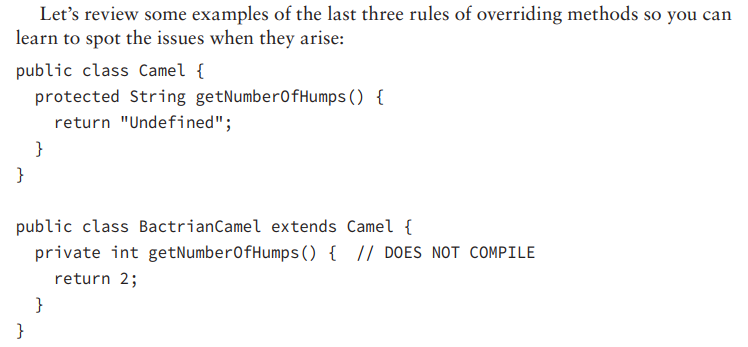 Let’s review some examples of the last three rules of overriding methods so you can
learn to spot the issues when they arise:
public class Camel {
protected String getNumberOfHumps() {
return "Undefined";
}
}
public class BactrianCamel extends Camel {
private int getNumberOfHumps() { // DOES NOT COMPILE
return 2;
}
}